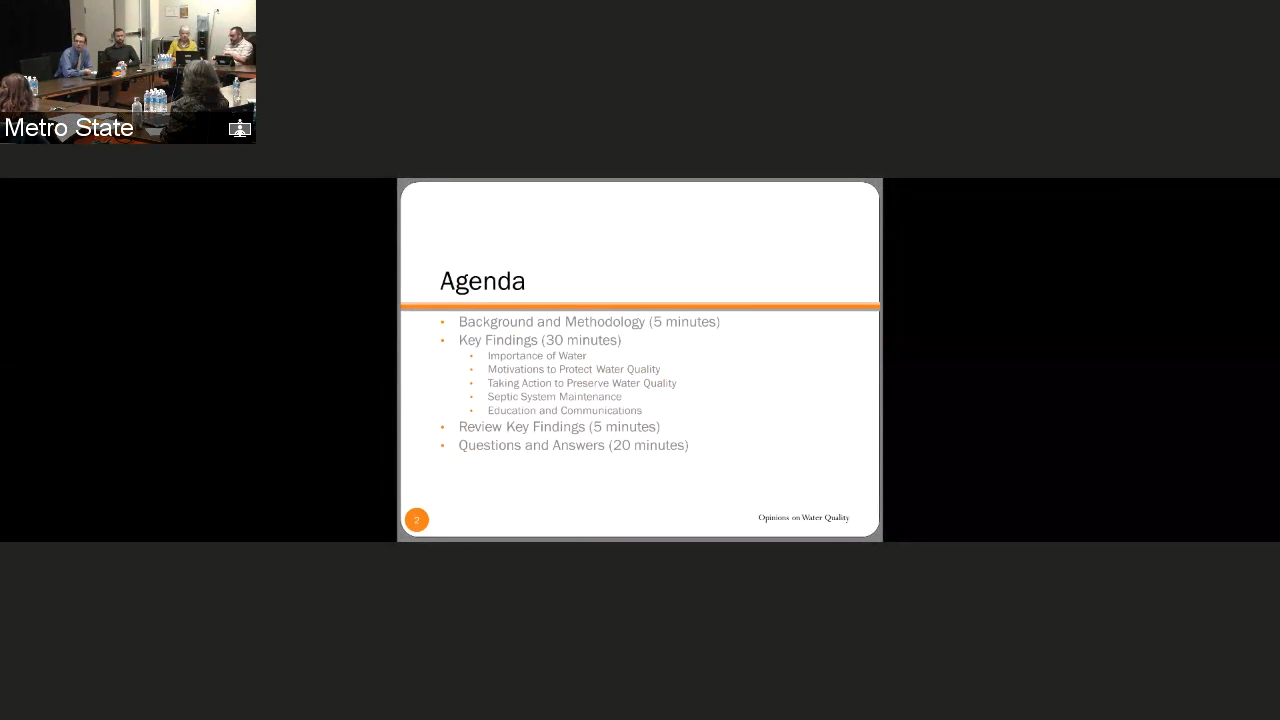 Metro State
Agenda
• Background and Methodology (5 minutes)
• Key Findings (30 minutes)
• Importance of Water
• Motivations to Protect Water Quality
• Taking Action to Preserve Water Quality
• Septic System Maintenance
• Education and Communications
• Review Key Findings (5 minutes)
• Questions and Answers (20 minutes)
2
Opinions on Water Quality